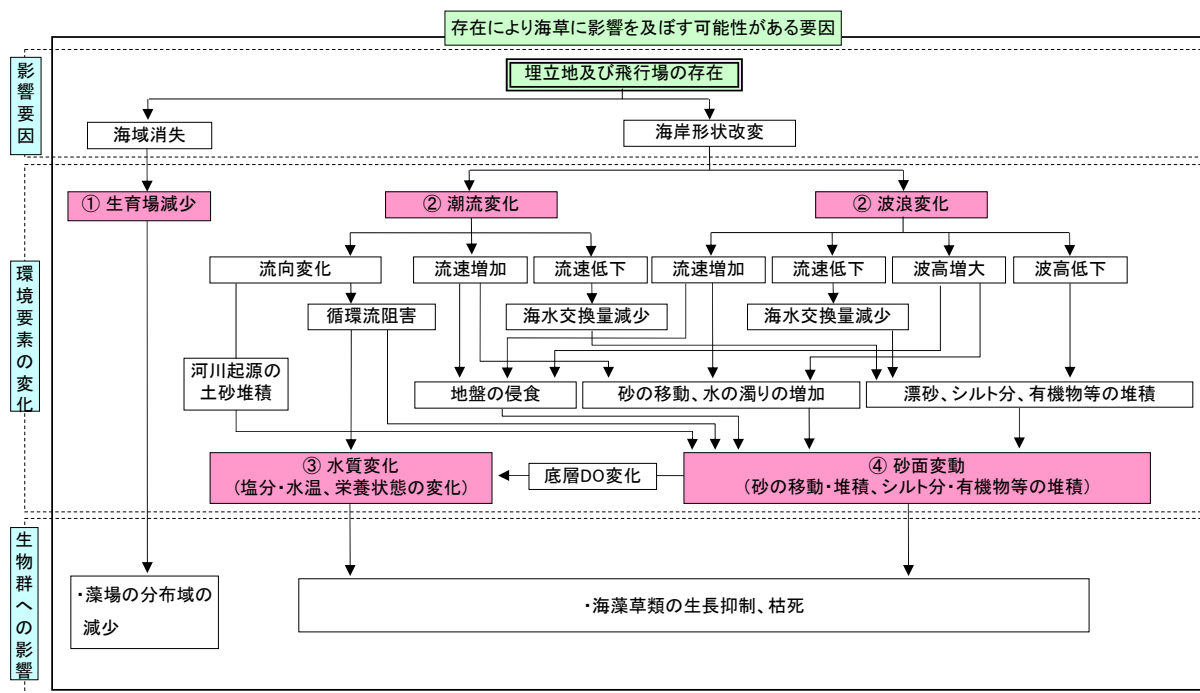 存在により海草に影響を及ぼす可能性がある要因
影響要因
埋立地及び飛行場の存在
海域消失
海岸形状改変
環境要素の変化
① 生育場減少
② 潮流変化
② 波浪変化
流向変化
流速増加
流速低下
流速増加
流速低下
波高増大
波高低下
循環流阻害
海水交換量減少
海水交換量減少
河川起源の
土砂堆積
地盤の侵食
砂の移動、水の濁りの増加
漂砂、シルト分、有機物等の堆積
③ 水質変化
（塩分・水温、栄養状態の変化）
底層DO変化
④ 砂面変動
（砂の移動・堆積、シルト分・有機物等の堆積）
生物群への影響
・藻場の分布域の
減少
・海藻草類の生長抑制、枯死